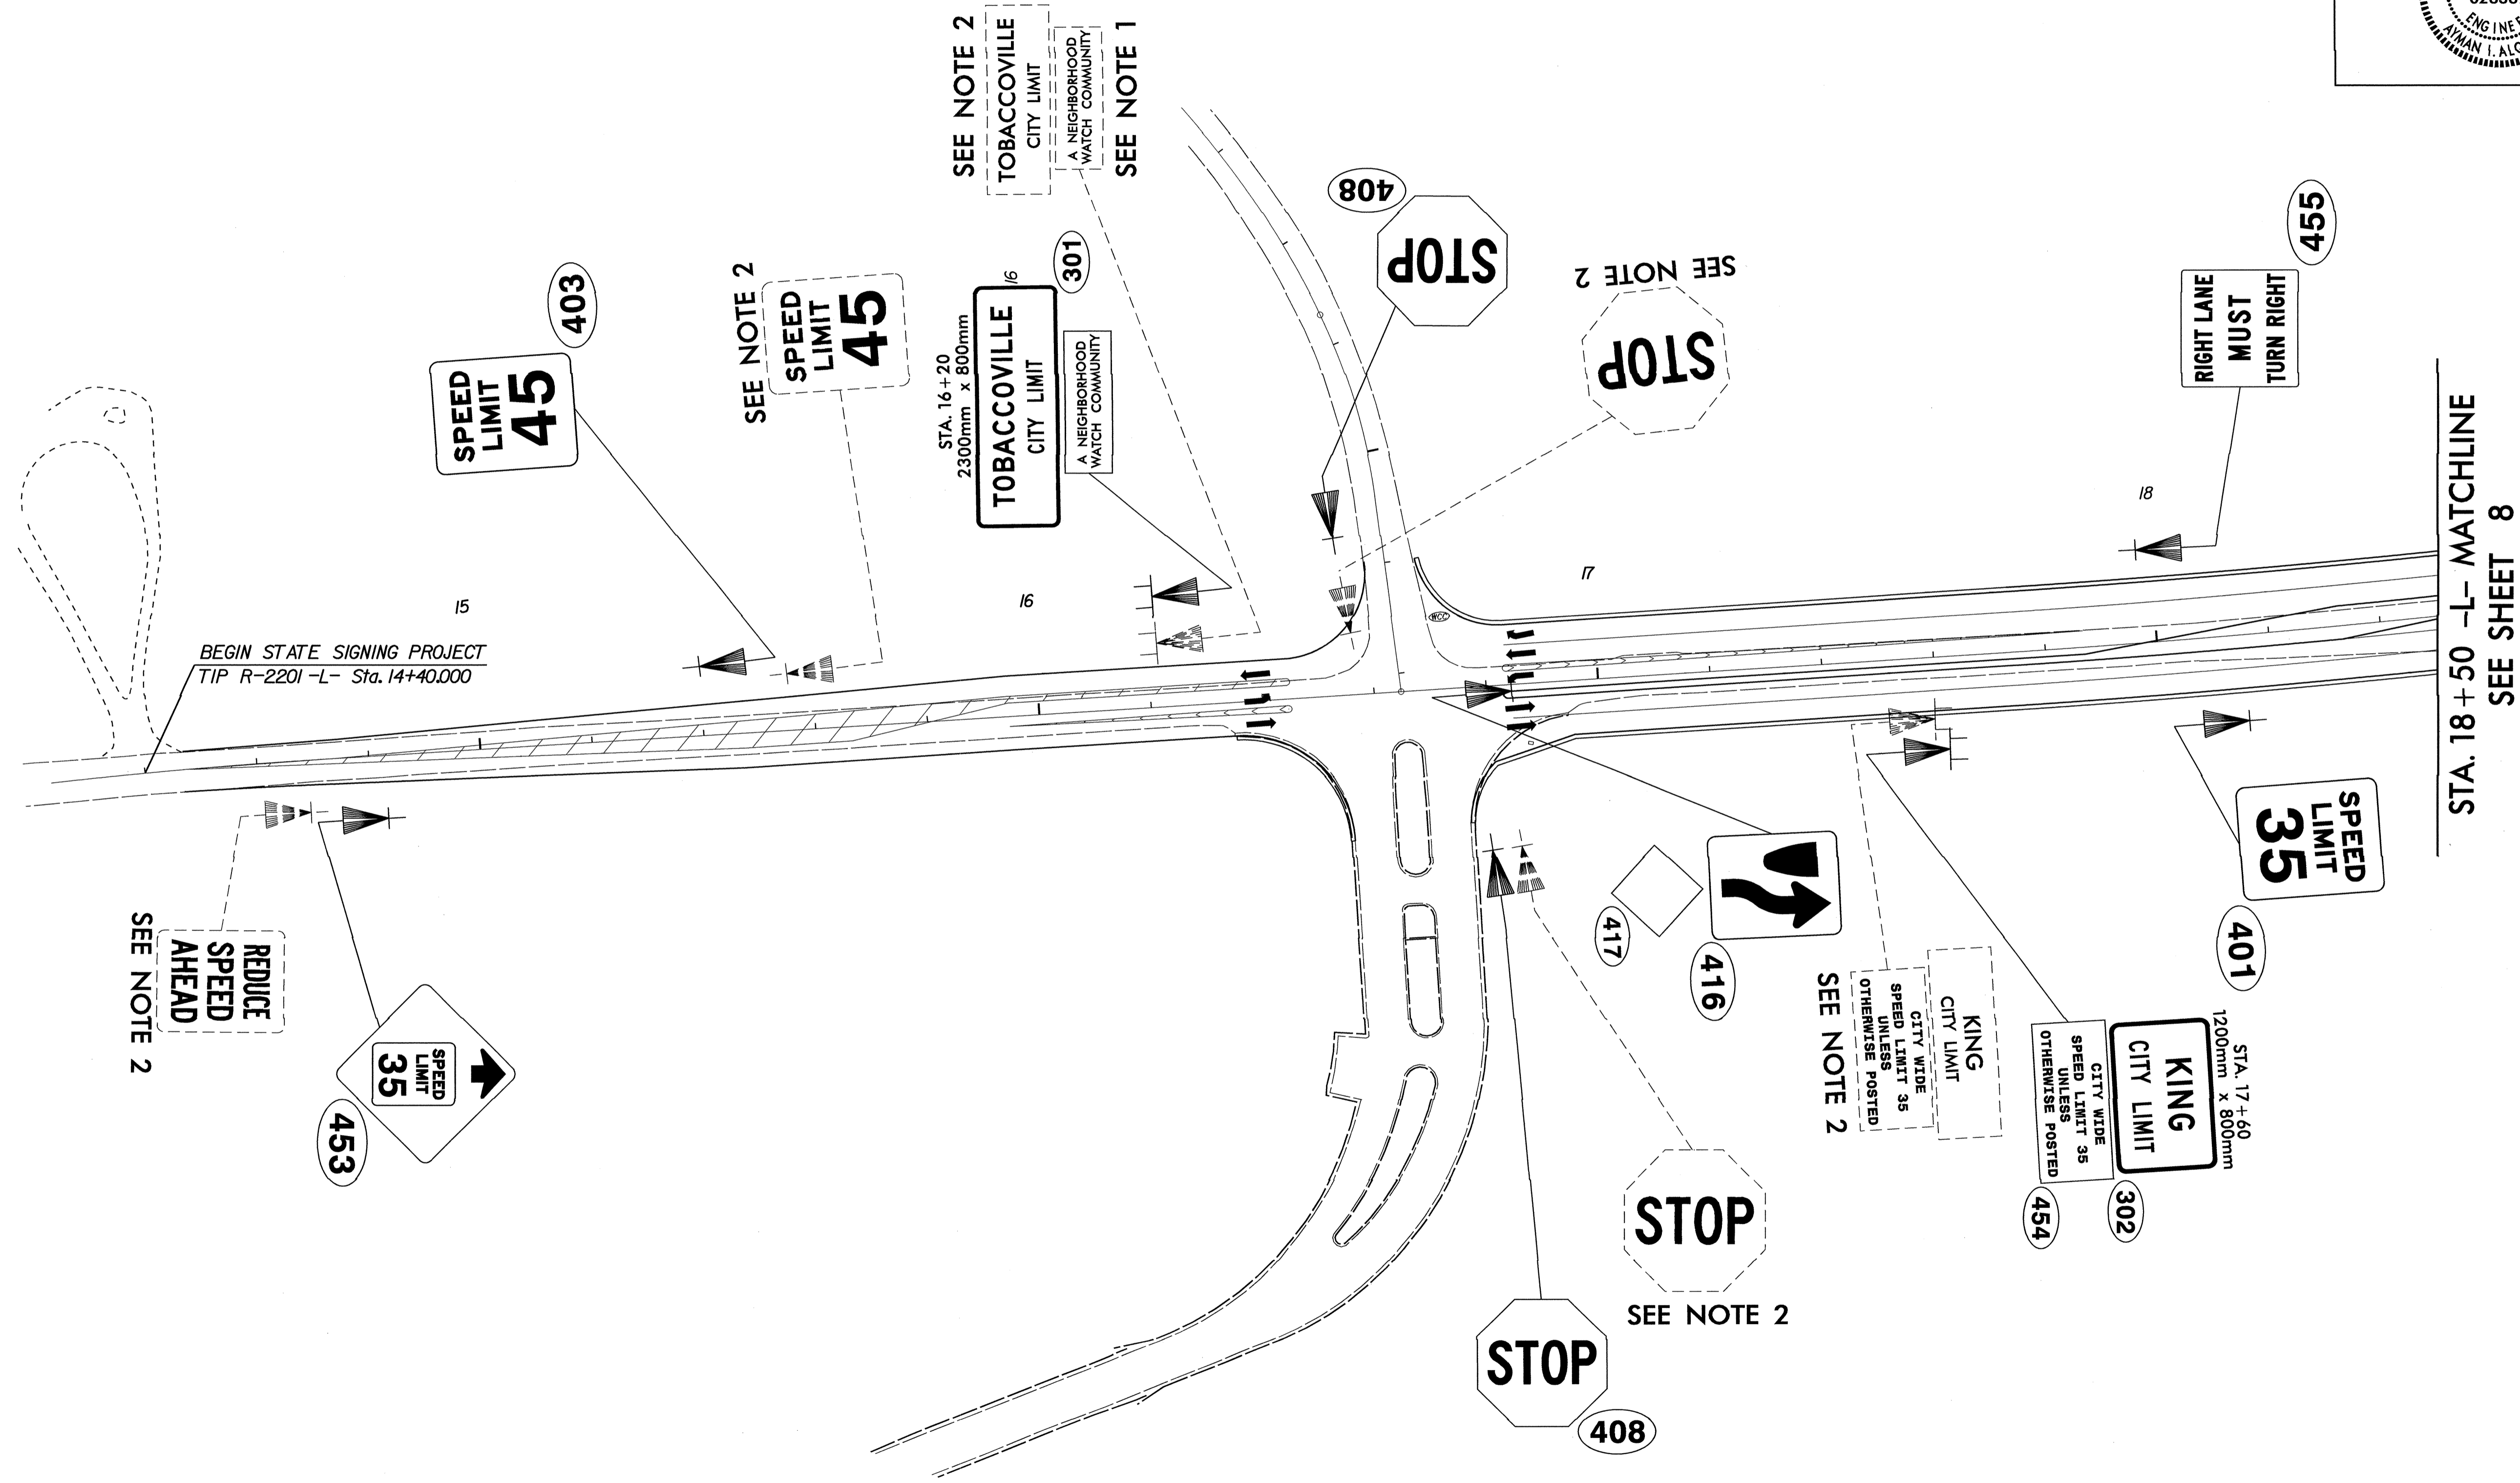 SEE NOTE 2
TOBACCOVILLE
CITY LIMIT
A NEIGHBORHOOD
WATCH COMMUNITY
SEE NOTE 1
ENGINE
AYMAN I. ALQ
403
SPEED
LIMIT
45
SEE NOTE 2
SPEED
LIMIT
45
STA. 16+20
2300mm x 800mm
TOBACCOVILLE
CITY LIMIT
16
301
A NEIGHBORHOOD
WATCH COMMUNITY
408
STOP
SEE NOTE 2
STOP
455
RIGHT LANE
MUST
TURN RIGHT
STA. 18+50 -L- MATCHLINE
SEE SHEET 8
15
16
17
18
WCC
BEGIN STATE SIGNING PROJECT
TIP R-2201 -L- Sta. 14+40.000
SEE NOTE 2
REDUCE
SPEED
AHEAD
SPEED
LIMIT
35
453
417
416
SEE NOTE 2
KING
CITY LIMIT
CITY WIDE
SPEED LIMIT 35
UNLESS
OTHERWISE POSTED
SPEED
LIMIT
35
401
STA. 17+60
1200mm x 800mm
KING
CITY LIMIT
CITY WIDE
SPEED LIMIT 35
UNLESS
OTHERWISE POSTED
302
454
STOP
SEE NOTE 2
STOP
408